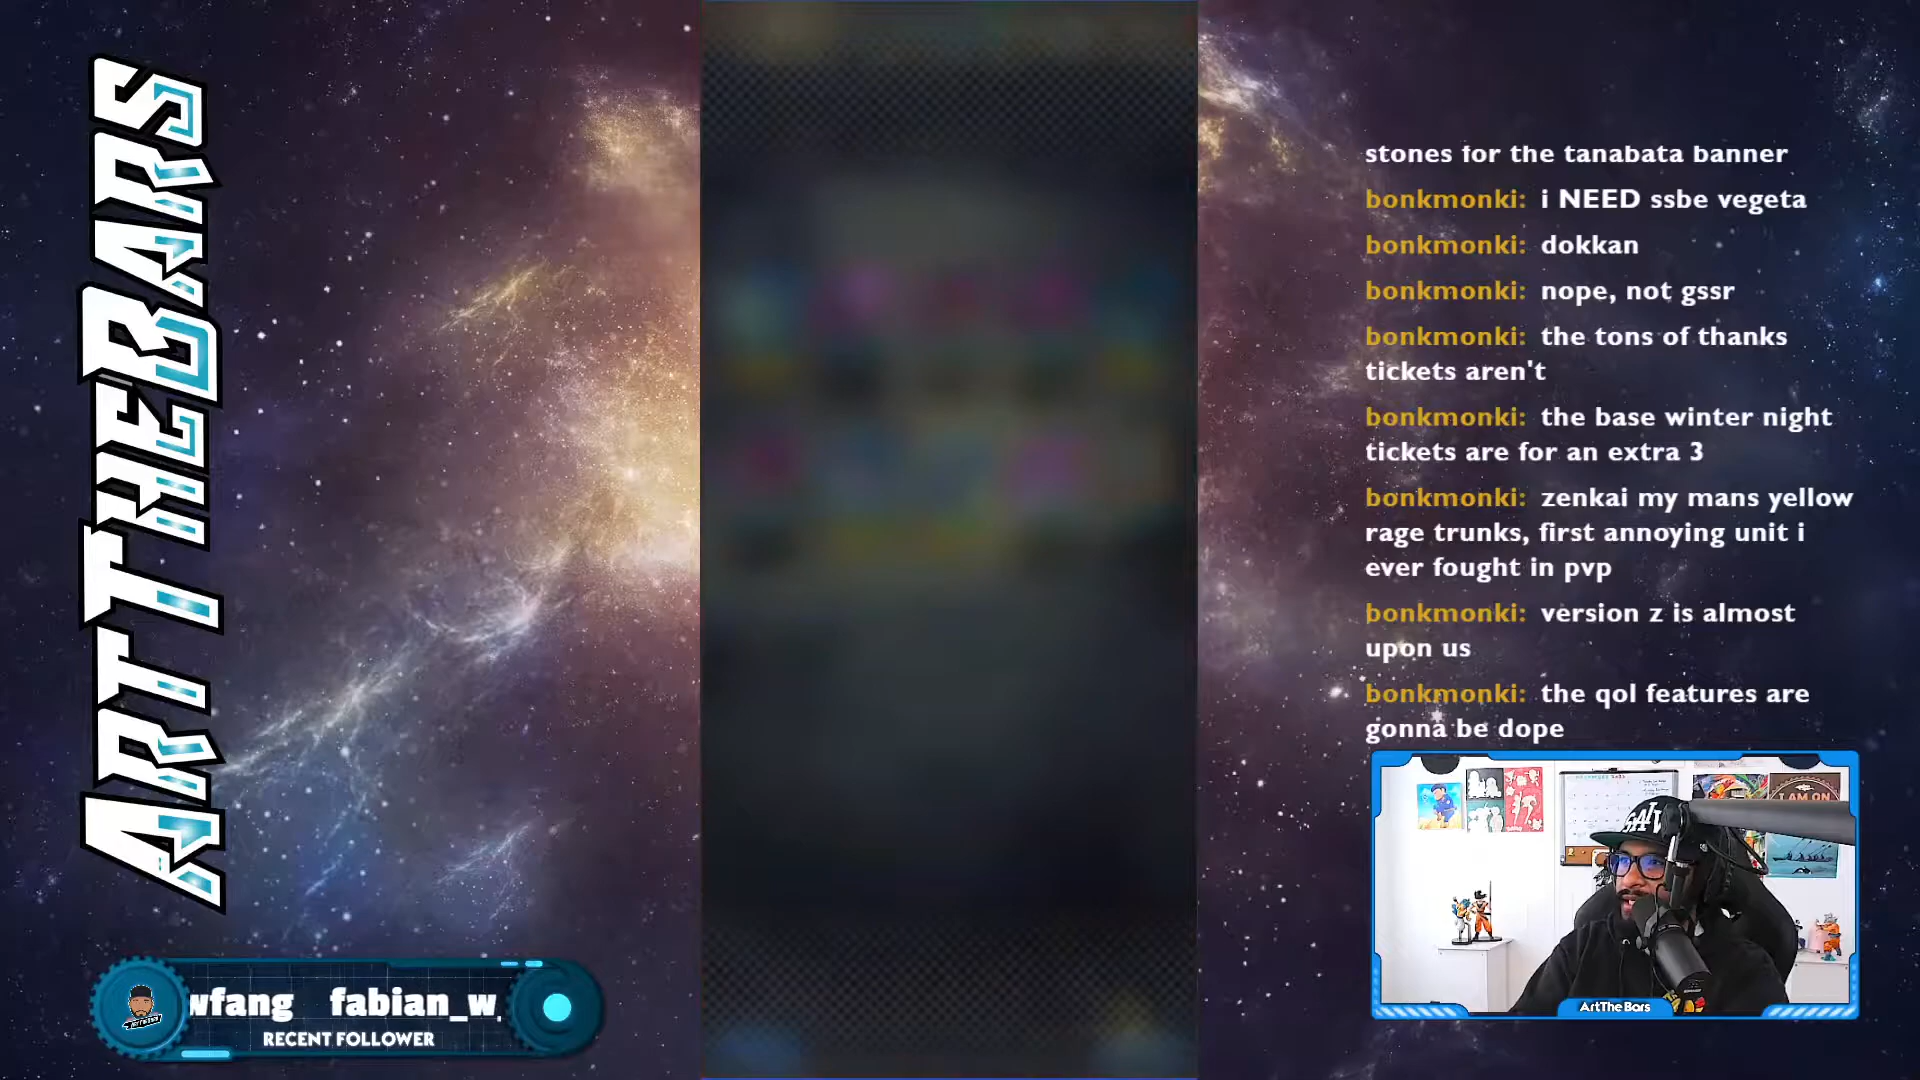 ARTTHEBARS
stones for the tanabata banner
bonkmonki: i NEED ssbe vegeta
bonkmonki: dokkan
bonkmonki: nope, not gssr
bonkmonki: the tons of thanks
tickets aren't
bonkmonki: the base winter night
tickets are for an extra 3
bonkmonki: zenkai my mans yellow
rage trunks, first annoying unit i
ever fought in pvp
bonkmonki: version z is almost
upon us
bonkmonki: the qol features are
gonna be dope
I AM ON
ArtThe Bars
wfang fabian_w
RECENT FOLLOWER